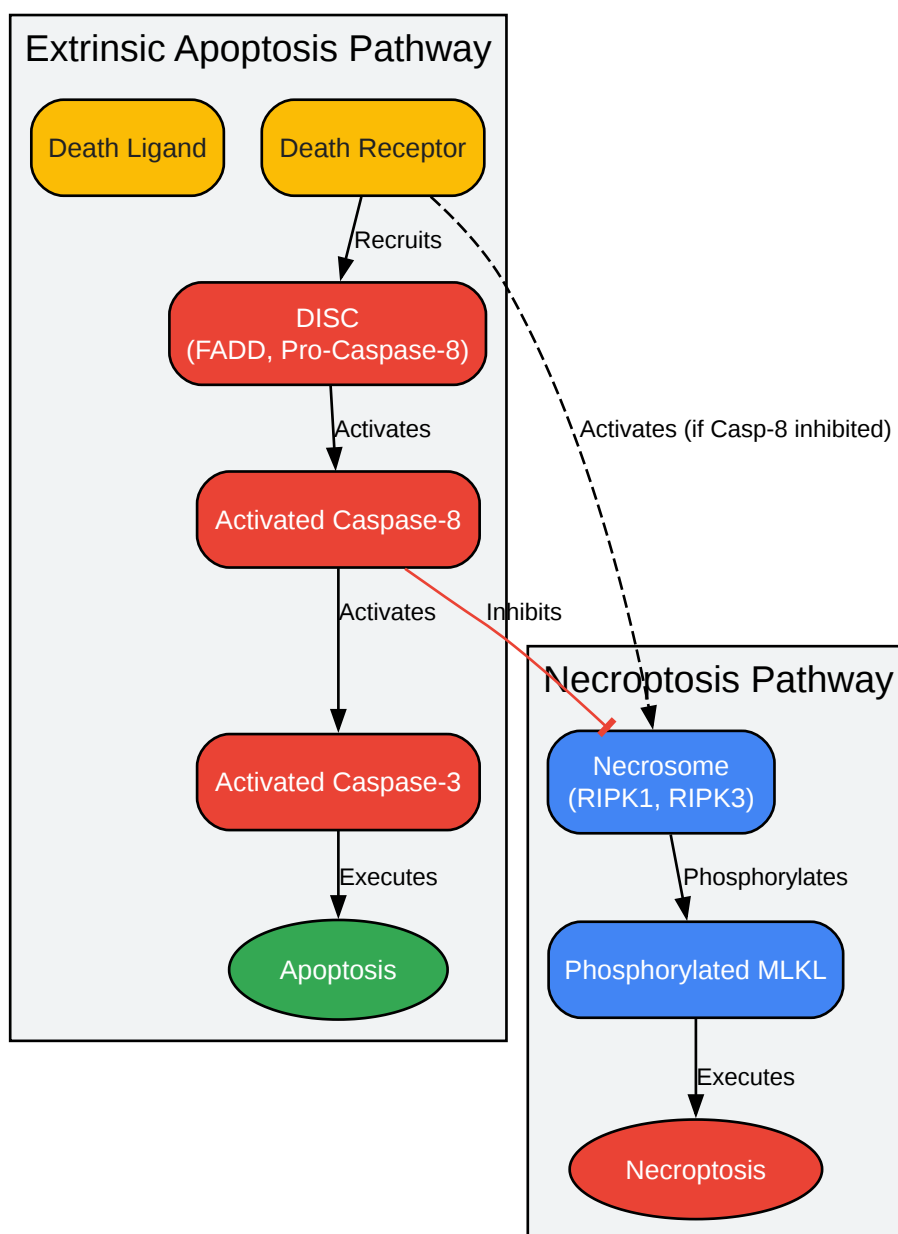 Extrinsic Apoptosis Pathway
Death Ligand
Death Receptor
Recruits
DISC
(FADD, Pro-Caspase-8)
Activates
Activates (if Casp-8 inhibited)
Activated Caspase-8
Activates
Inhibits
Necroptosis Pathway
Activated Caspase-3
Necrosome
(RIPK1, RIPK3)
Executes
Phosphorylates
Apoptosis
Phosphorylated MLKL
Executes
Necroptosis